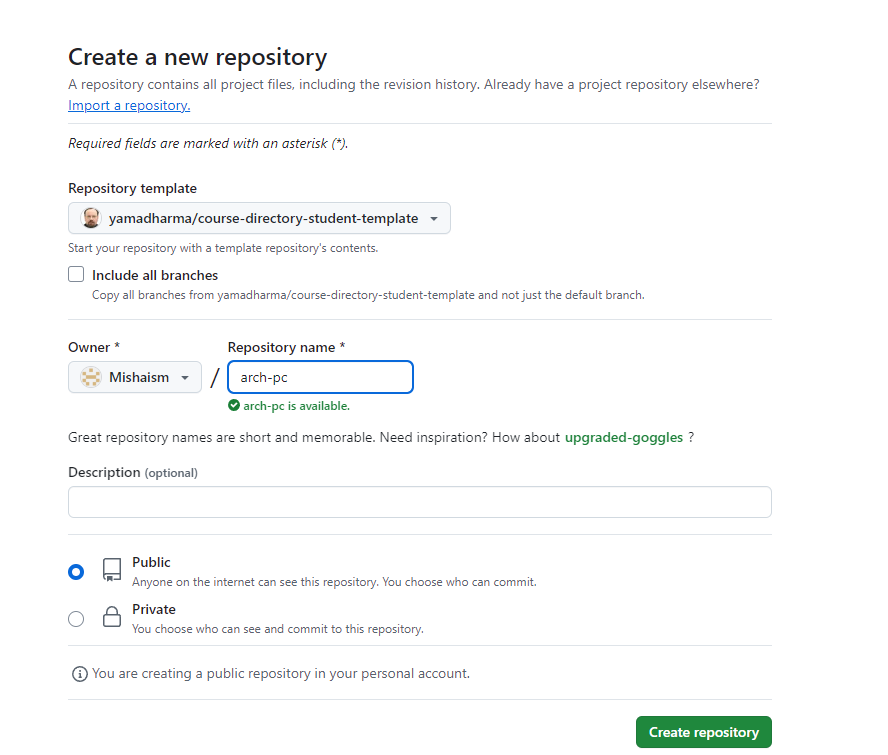 Create a new repository
A repository contains all project files, including the revision history. Already have a project repository elsewhere?
Import a repository.
Required fields are marked with an asterisk (*).
Repository template
yamadharma/course-directory-student-template
Start your repository with a template repository's contents.
Include all branches
Copy all branches from yamadharma/course-directory-student-template and not just the default branch.
Owner * Repository name *
Mishaism / arch-pc
arch-pc is available.
Great repository names are short and memorable. Need inspiration? How about upgraded-goggles ?
Description (optional)
Public
Anyone on the internet can see this repository. You choose who can commit.
Private
You choose who can see and commit to this repository.
You are creating a public repository in your personal account.
Create repository